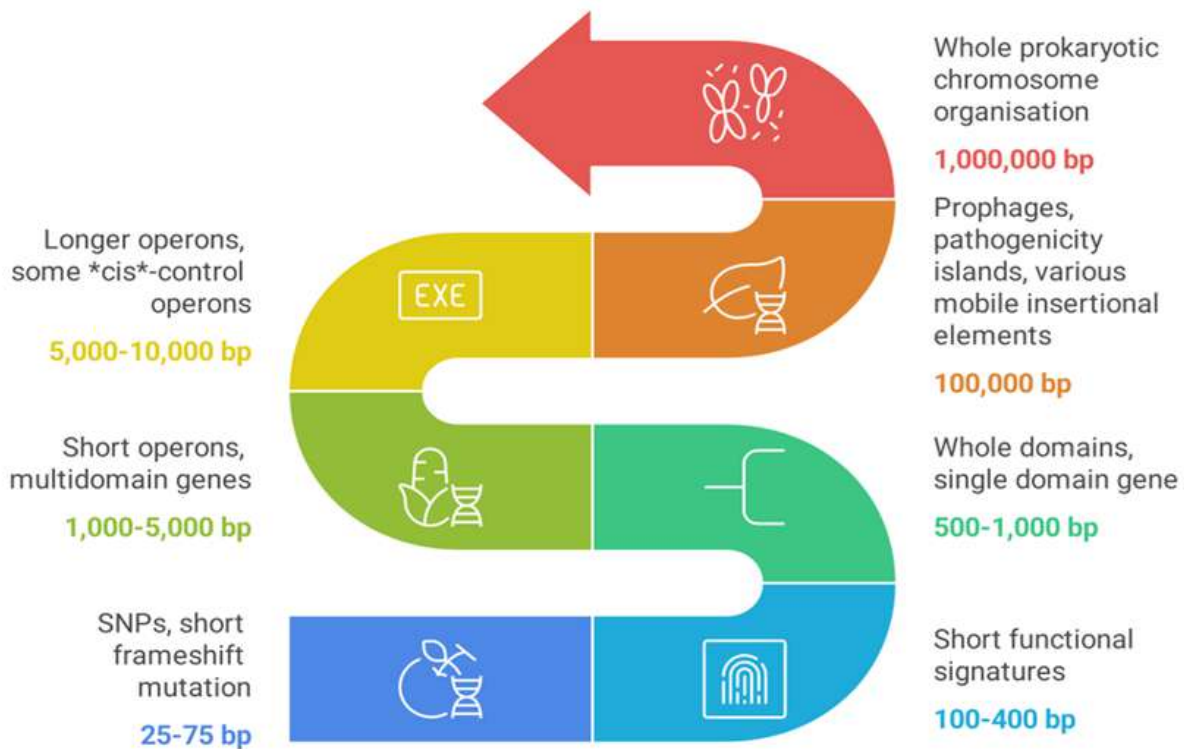 Whole prokaryotic
chromosome
organisation
1,000,000 bp
Prophages,
pathogenicity
islands, various
mobile insertional
elements
100,000 bp
Longer operons,
some *cis*-control
operons
5,000-10,000 bp
EXE
Short operons,
multidomain genes
1,000-5,000 bp
Whole domains,
single domain gene
500-1,000 bp
SNPs, short
frameshift
mutation
25-75 bp
Short functional
signatures
100-400 bp